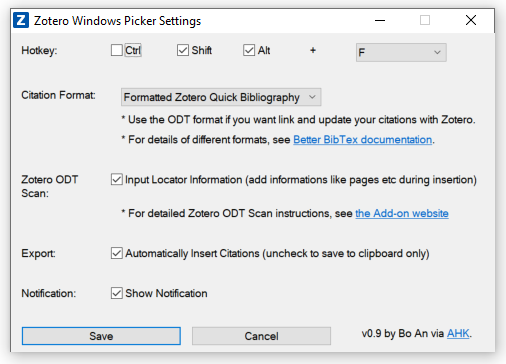 Z Zotero Windows Picker Settings
Hotkey: Ctrl Shift Alt + F
Citation Format: Formatted Zotero Quick Bibliography
* Use the ODT format if you want link and update your citations with Zotero.
* For details of different formats, see Better BibTex documentation.
Zotero ODT Scan: Input Locator Information (add informations like pages etc during insertion)
* For detailed Zotero ODT Scan instructions, see the Add-on website
Export: Automatically Insert Citations (uncheck to save to clipboard only)
Notification: Show Notification
Save Cancel v0.9 by Bo An via AHK.